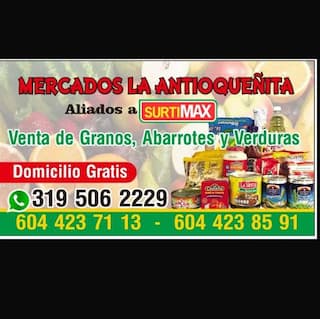 MERCADOS LA ANTIOQUEÑITA
Aliados a SURTIMAX
Venta de Granos, Abarrotes y Verduras
Domicilio Gratis
319 506 2229
604 423 71 13 - 604 423 85 91